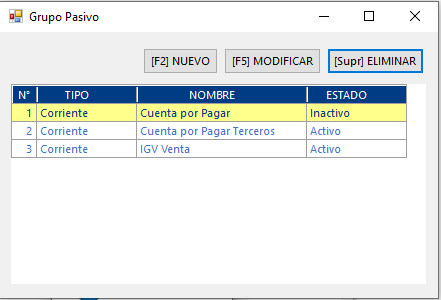 Grupo Pasivo
[F2] NUEVO [F5] MODIFICAR [Supr] ELIMINAR
N° TIPO NOMBRE ESTADO
1 Corriente Cuenta por Pagar Inactivo
2 Corriente Cuenta por Pagar Terceros Activo
3 Corriente IGV Venta Activo